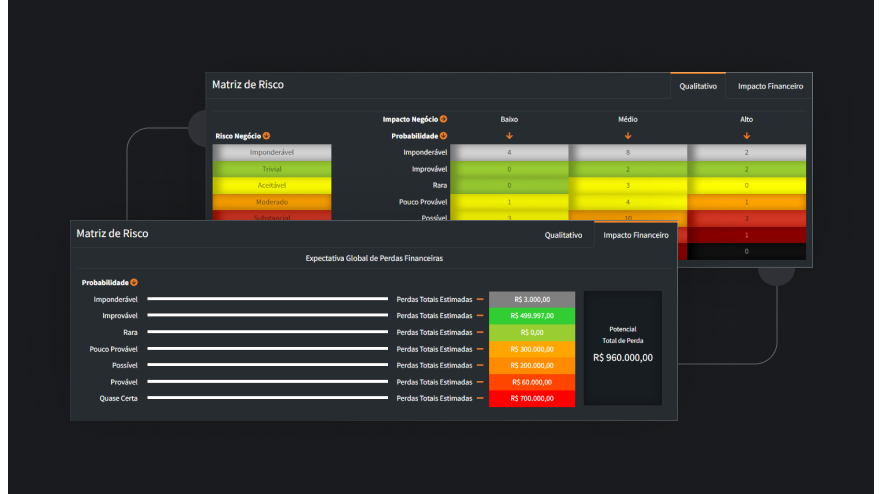 Matriz de Risco
Qualitativo Impacto Financeiro
Impacto Negócio Baixo Médio Alto
Risco Negócio Probabilidade
Imponderável Imponderável 4 8 2
Trivial Improvável 0 2 2
Aceitável Rara 0 3 0
Moderado Pouco Provável 1 4 1
Substancial Possível 3 10 2
1
0
Matriz de Risco
Qualitativo Impacto Financeiro
Expectativa Global de Perdas Financeiras
Probabilidade
Imponderável Perdas Totais Estimadas R$ 3.000,00
Improvável Perdas Totais Estimadas R$ 499.997,00
Rara Perdas Totais Estimadas R$ 0,00
Pouco Provável Perdas Totais Estimadas R$ 300.000,00
Possível Perdas Totais Estimadas R$ 200.000,00
Provável Perdas Totais Estimadas R$ 60.000,00
Quase Certa Perdas Totais Estimadas R$ 700.000,00
Potencial
Total de Perda
R$ 960.000,00